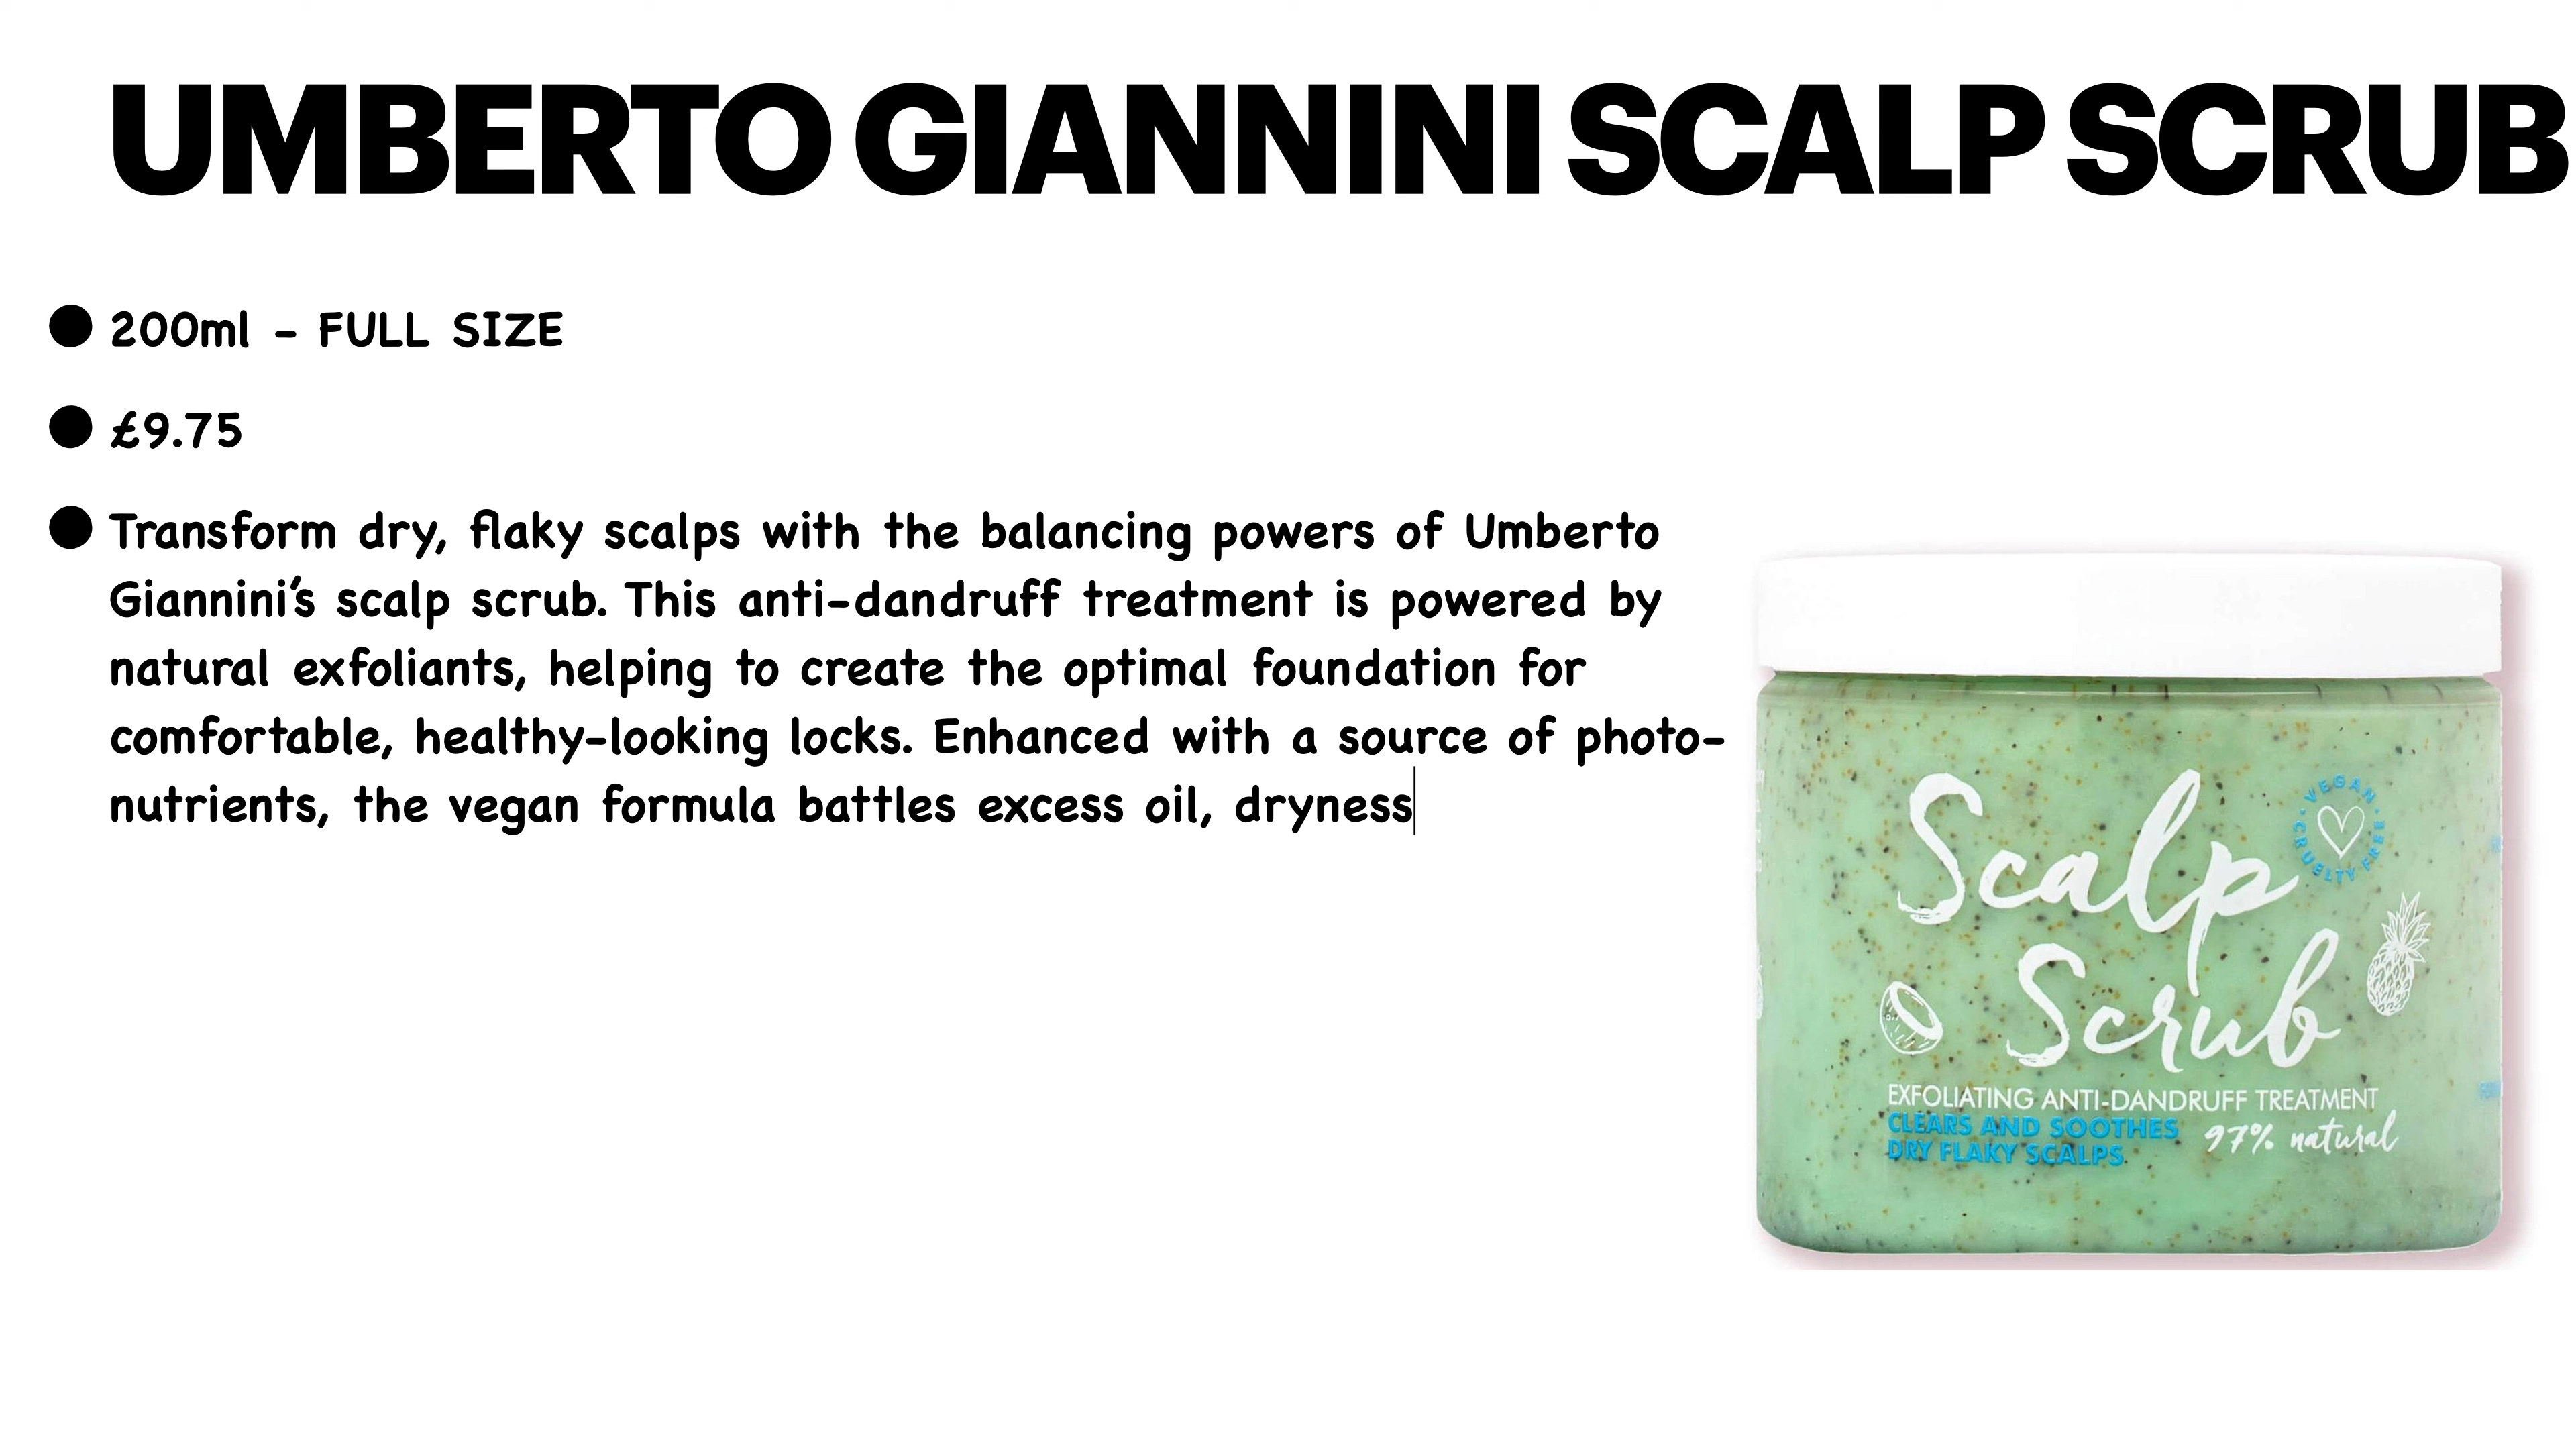 UMBERTO GIANNINI SCALP SCRUB
200ml - FULL SIZE
£9.75
Transform dry, flaky scalps with the balancing powers of Umberto
Giannini's scalp scrub. This anti-dandruff treatment is powered by
natural exfoliants, helping to create the optimal foundation for
comfortable, healthy-looking locks. Enhanced with a source of photo-
nutrients, the vegan formula battles excess oil, dryness
Scalp
VEGAN
CRUELTY FREE
Scrub
EXFOLIATING ANTI-DANDRUFF TREATMENT
CLEARS AND SOOTHES
DRY FLAKY SCALPS
97% natural